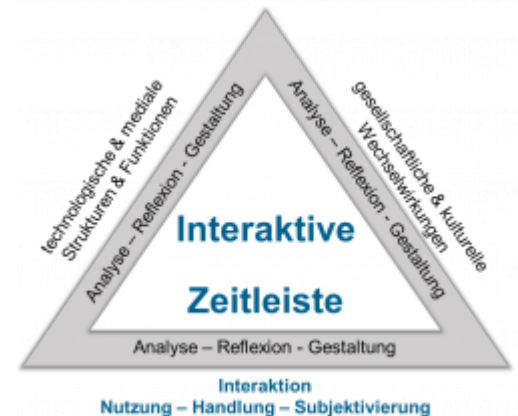 technologische & mediale
Strukturen & Funktionen
Analyse – Reflexion - Gestaltung
gesellschaftliche & kulturelle
Wechselwirkungen
Analyse – Reflexion - Gestaltung
Interaktive
Zeitleiste
Analyse – Reflexion - Gestaltung
Interaktion
Nutzung – Handlung – Subjektivierung